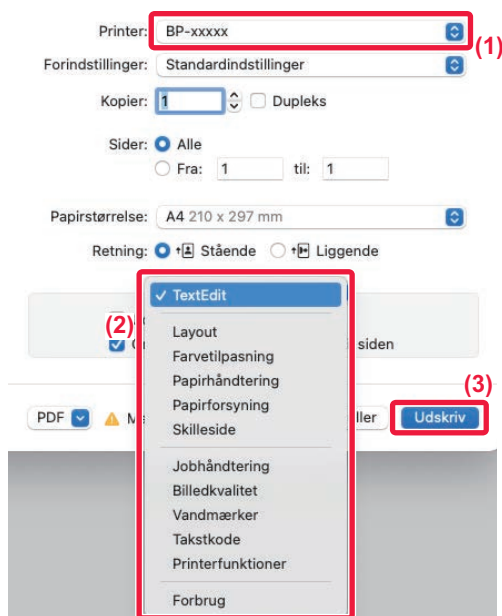 Printer: BP-xxxxx
(1)
Forindstillinger: Standardindstillinger
Kopier: 1 Dupleks
Sider: Alle
Fra: 1 til: 1
Papirstørrelse: A4 210 x 297 mm
Retning: Stående Liggende
TextEdit
(2)
siden
Layout
Farvetilpasning
Papirhåndtering
Papirforsyning
Skilleside
(3)
PDF ller Udskriv
Jobhåndtering
Billedkvalitet
Vandmærker
Takstkode
Printerfunktioner
Forbrug